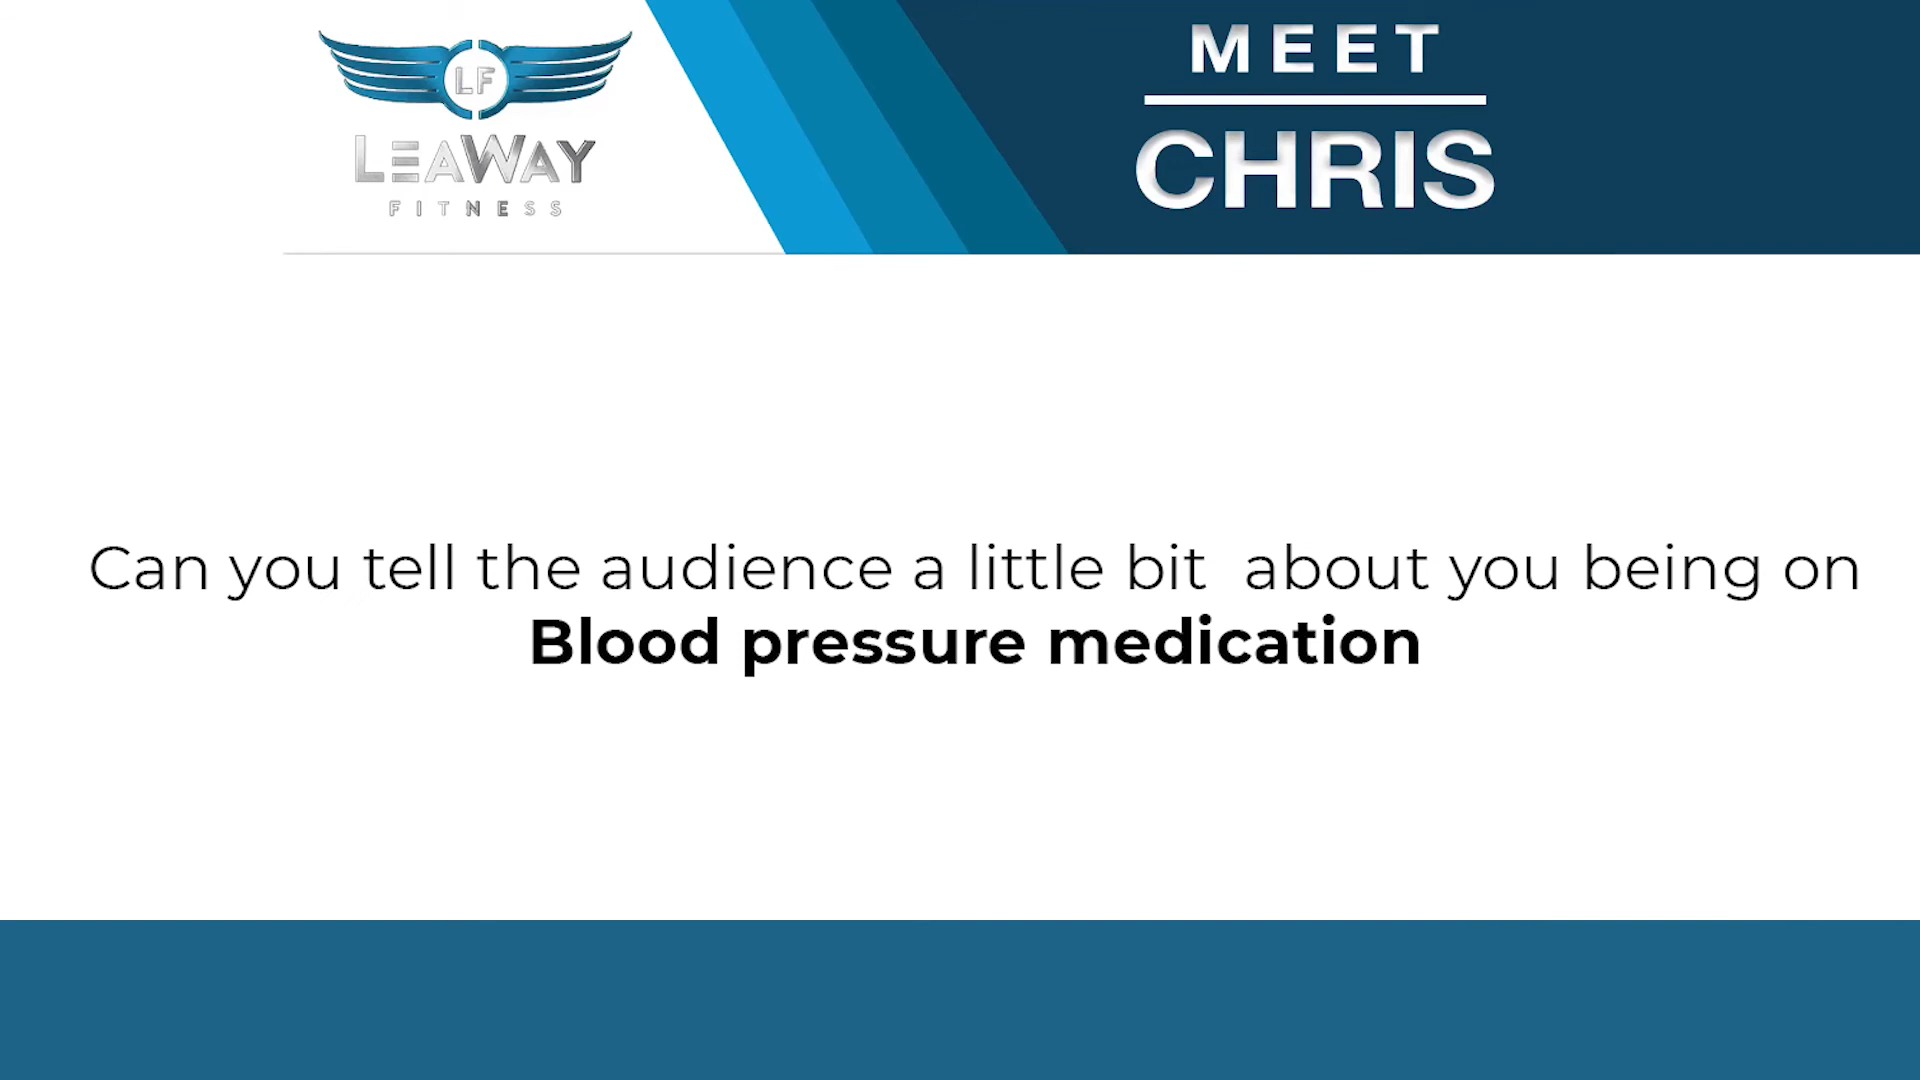 LF
LEAWAY
FITNESS
MEET
CHRIS
Can you tell the audience a little bit  about you being on
Blood pressure medication